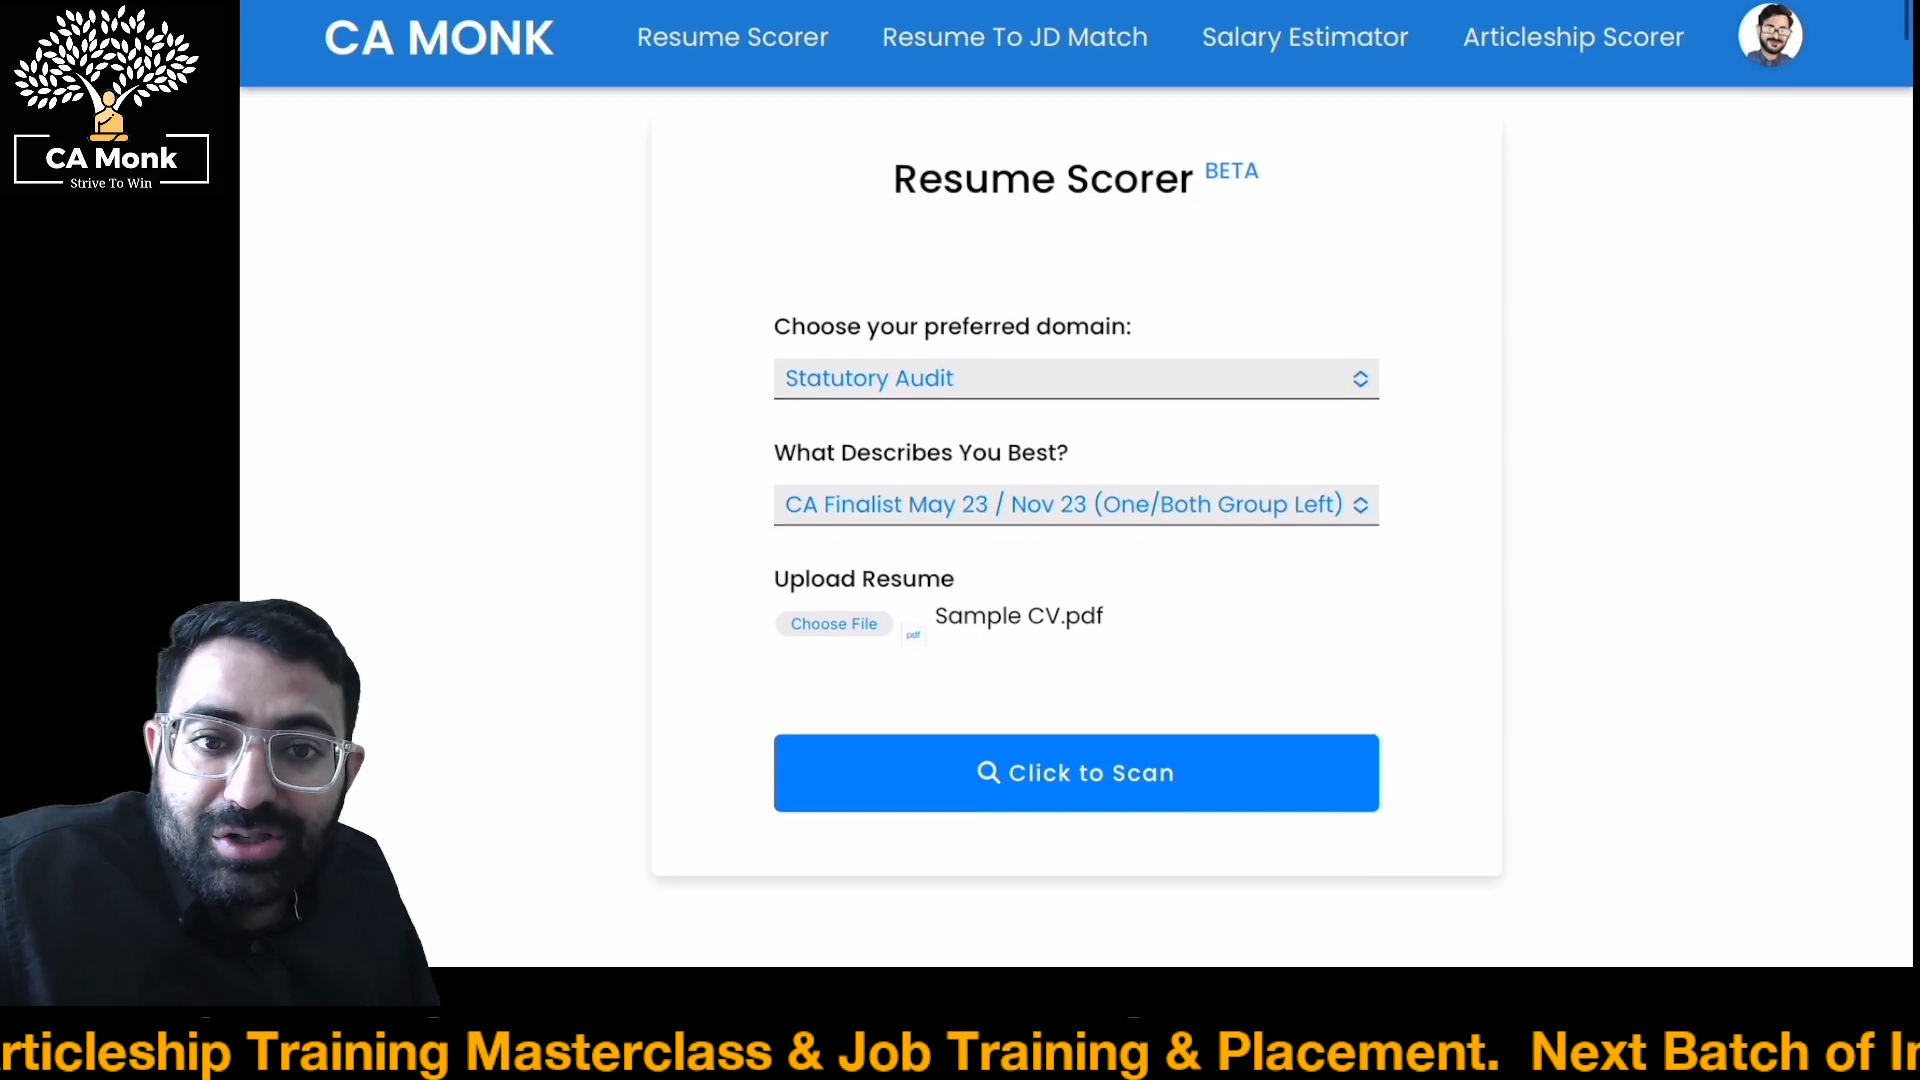 CA Monk
Strive To Win
CA MONK
Resume Scorer
Resume To JD Match
Salary Estimator
Articleship Scorer
Resume Scorer BETA
Choose your preferred domain:
Statutory Audit
What Describes You Best?
CA Finalist May 23 / Nov 23 (One/Both Group Left)
Upload Resume
Choose File
pdf
Sample CV.pdf
Click to Scan
rticleship Training Masterclass & Job Training & Placement. Next Batch of